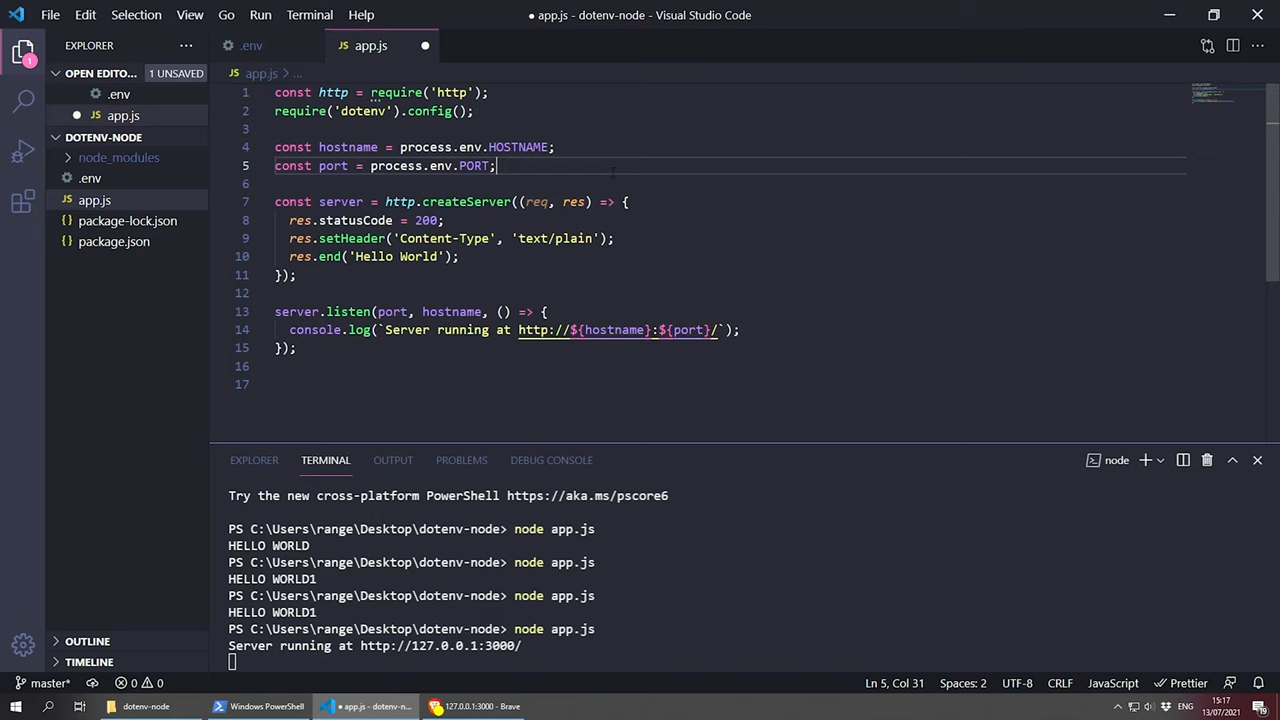 File Edit Selection View Go Run Terminal Help
● app.js - dotenv-node - Visual Studio Code
EXPLORER
.env
JS app.js
1
OPEN EDITO... 1 UNSAVED
.env
JS app.js
DOTENV-NODE
node_modules
.env
JS app.js
{} package-lock.json
{} package.json
OUTLINE
TIMELINE
JS app.js > ...
1 const http = require('http');
2 require('dotenv').config();
3
4 const hostname = process.env.HOSTNAME;
5 const port = process.env.PORT;
6
7 const server = http.createServer((req, res) => {
8 res.statusCode = 200;
9 res.setHeader('Content-Type', 'text/plain');
10 res.end('Hello World');
11 });
12
13 server.listen(port, hostname, () => {
14 console.log(`Server running at http://${hostname}:${port}/`);
15 });
16
17
EXPLORER TERMINAL OUTPUT PROBLEMS DEBUG CONSOLE
node
Try the new cross-platform PowerShell https://aka.ms/pscore6
PS C:\Users\range\Desktop\dotenv-node> node app.js
HELLO WORLD
PS C:\Users\range\Desktop\dotenv-node> node app.js
HELLO WORLD1
PS C:\Users\range\Desktop\dotenv-node> node app.js
HELLO WORLD1
PS C:\Users\range\Desktop\dotenv-node> node app.js
Server running at http://127.0.0.1:3000/
master* 0 0
Ln 5, Col 31 Spaces: 2 UTF-8 CRLF JavaScript Prettier
dotenv-node
Windows PowerShell
● app.js - dotenv-n...
127.0.0.1:3000 - Brave
ENG
15:17
13/07/2021